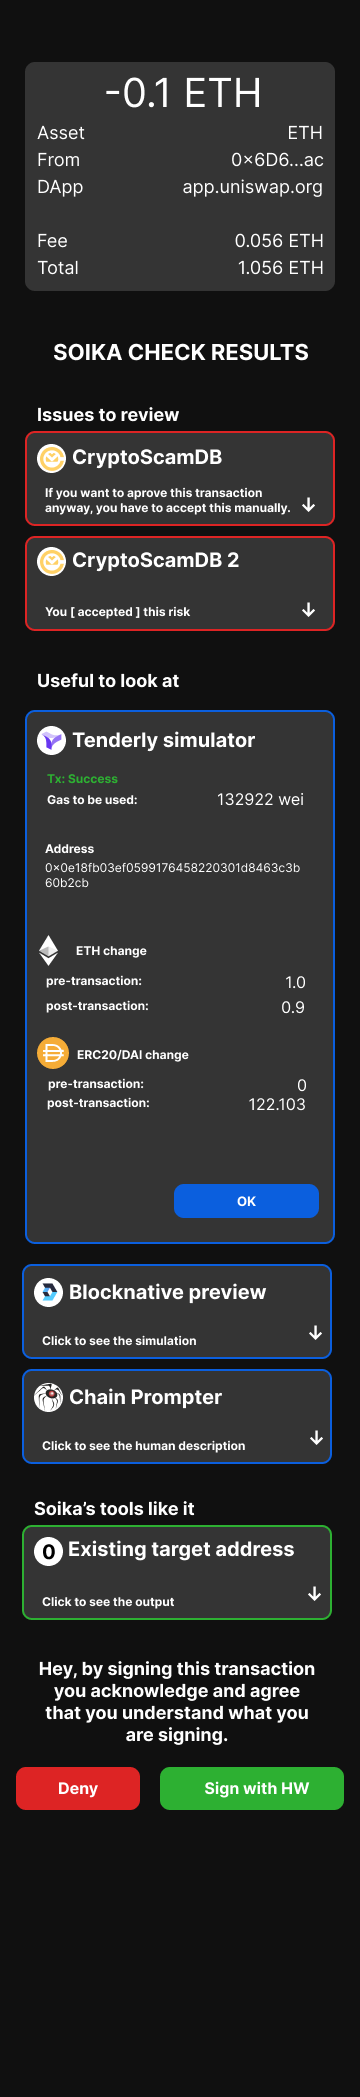 -0.1 ETH
Asset ETH
From 0x6D6...ac
DApp app.uniswap.org
Fee 0.056 ETH
Total 1.056 ETH
SOIKA CHECK RESULTS
Issues to review
CryptoScamDB
If you want to aprove this transaction
anyway, you have to accept this manually.
CryptoScamDB 2
You [ accepted ] this risk
Useful to look at
Tenderly simulator
Tx: Success
Gas to be used: 132922 wei
Address
0x0e18fb03ef0599176458220301d8463c3b
60b2cb
ETH change
pre-transaction: 1.0
post-transaction: 0.9
ERC20/DAI change
pre-transaction: 0
post-transaction: 122.103
OK
Blocknative preview
Click to see the simulation
Chain Prompter
Click to see the human description
Soika's tools like it
0 Existing target address
Click to see the output
Hey, by signing this transaction
you acknowledge and agree
that you understand what you
are signing.
Deny Sign with HW